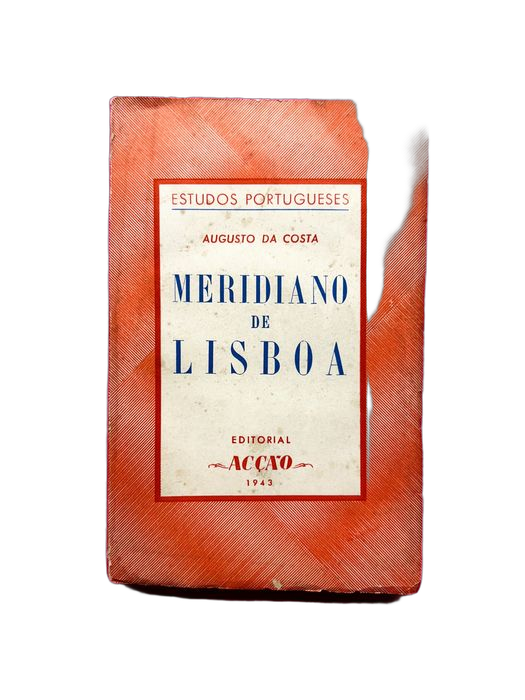 ESTUDOS PORTUGUESES
AUGUSTO DA COSTA
MERIDIANO
DE
LISBOA
EDITORIAL
ACÇÃO
1943